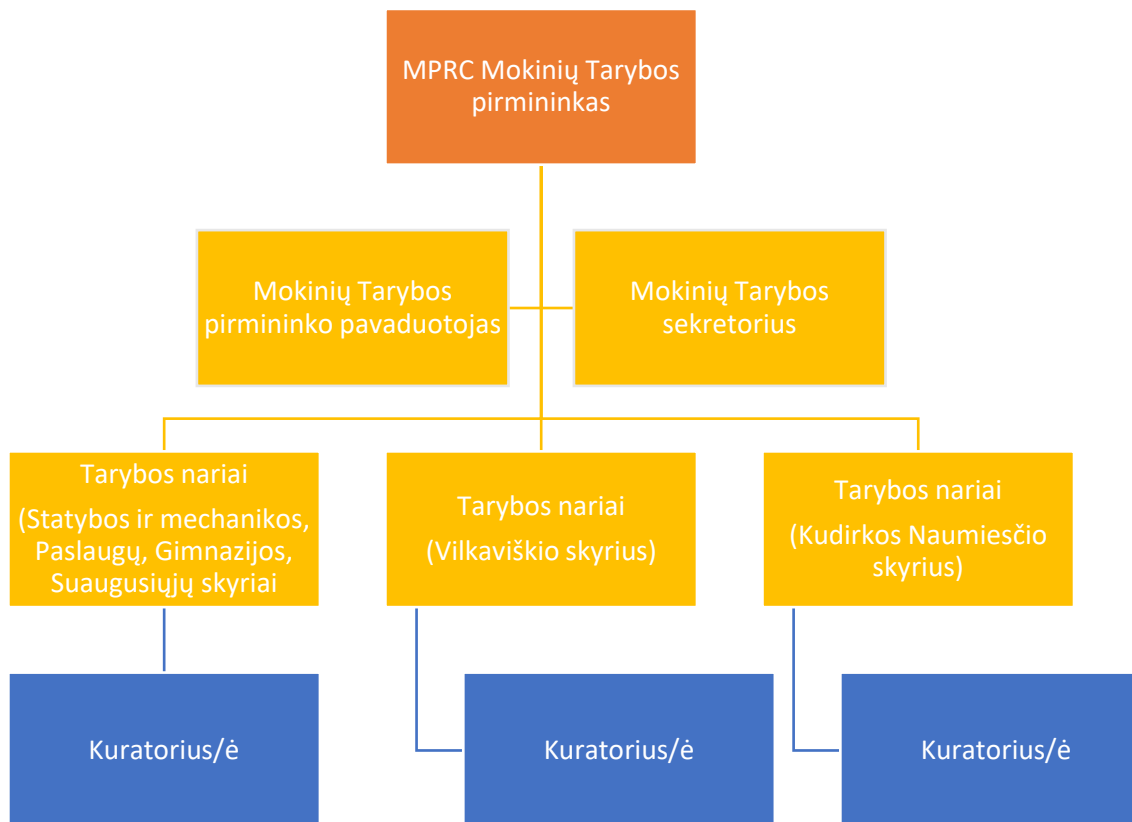 MPRC Mokinių Tarybos
pirmininkas
Mokinių Tarybos
pirmininko pavaduotojas
Mokinių Tarybos
sekretorius
Tarybos nariai
(Statybos ir mechanikos,
Paslaugų, Gimnazijos,
Suaugusiųjų skyriai
Tarybos nariai
(Vilkaviškio skyrius)
Tarybos nariai
(Kudirkos Naumiesčio
skyrius)
Kuratorius/ė
Kuratorius/ė
Kuratorius/ė